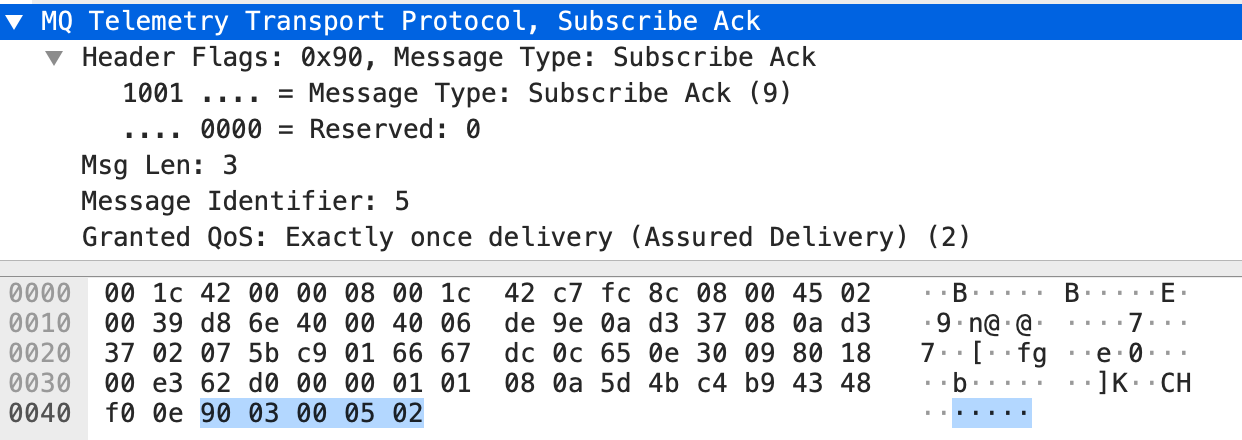 ▼ MQ Telemetry Transport Protocol, Subscribe Ack
▼ Header Flags: 0x90, Message Type: Subscribe Ack
1001 .... = Message Type: Subscribe Ack (9)
.... 0000 = Reserved: 0
Msg Len: 3
Message Identifier: 5
Granted QoS: Exactly once delivery (Assured Delivery) (2)
0000 00 1c 42 00 00 08 00 1c 42 c7 fc 8c 08 00 45 02 ··B····· B·····E·
0010 00 39 d8 6e 40 00 40 06 de 9e 0a d3 37 08 0a d3 ·9·n@·@· ····7···
0020 37 02 07 5b c9 01 66 67 dc 0c 65 0e 30 09 80 18 7··[··fg ··e·0···
0030 00 e3 62 d0 00 00 01 01 08 0a 5d 4b c4 b9 43 48 ··b····· ··]K··CH
0040 f0 0e 90 03 00 05 02 ·······